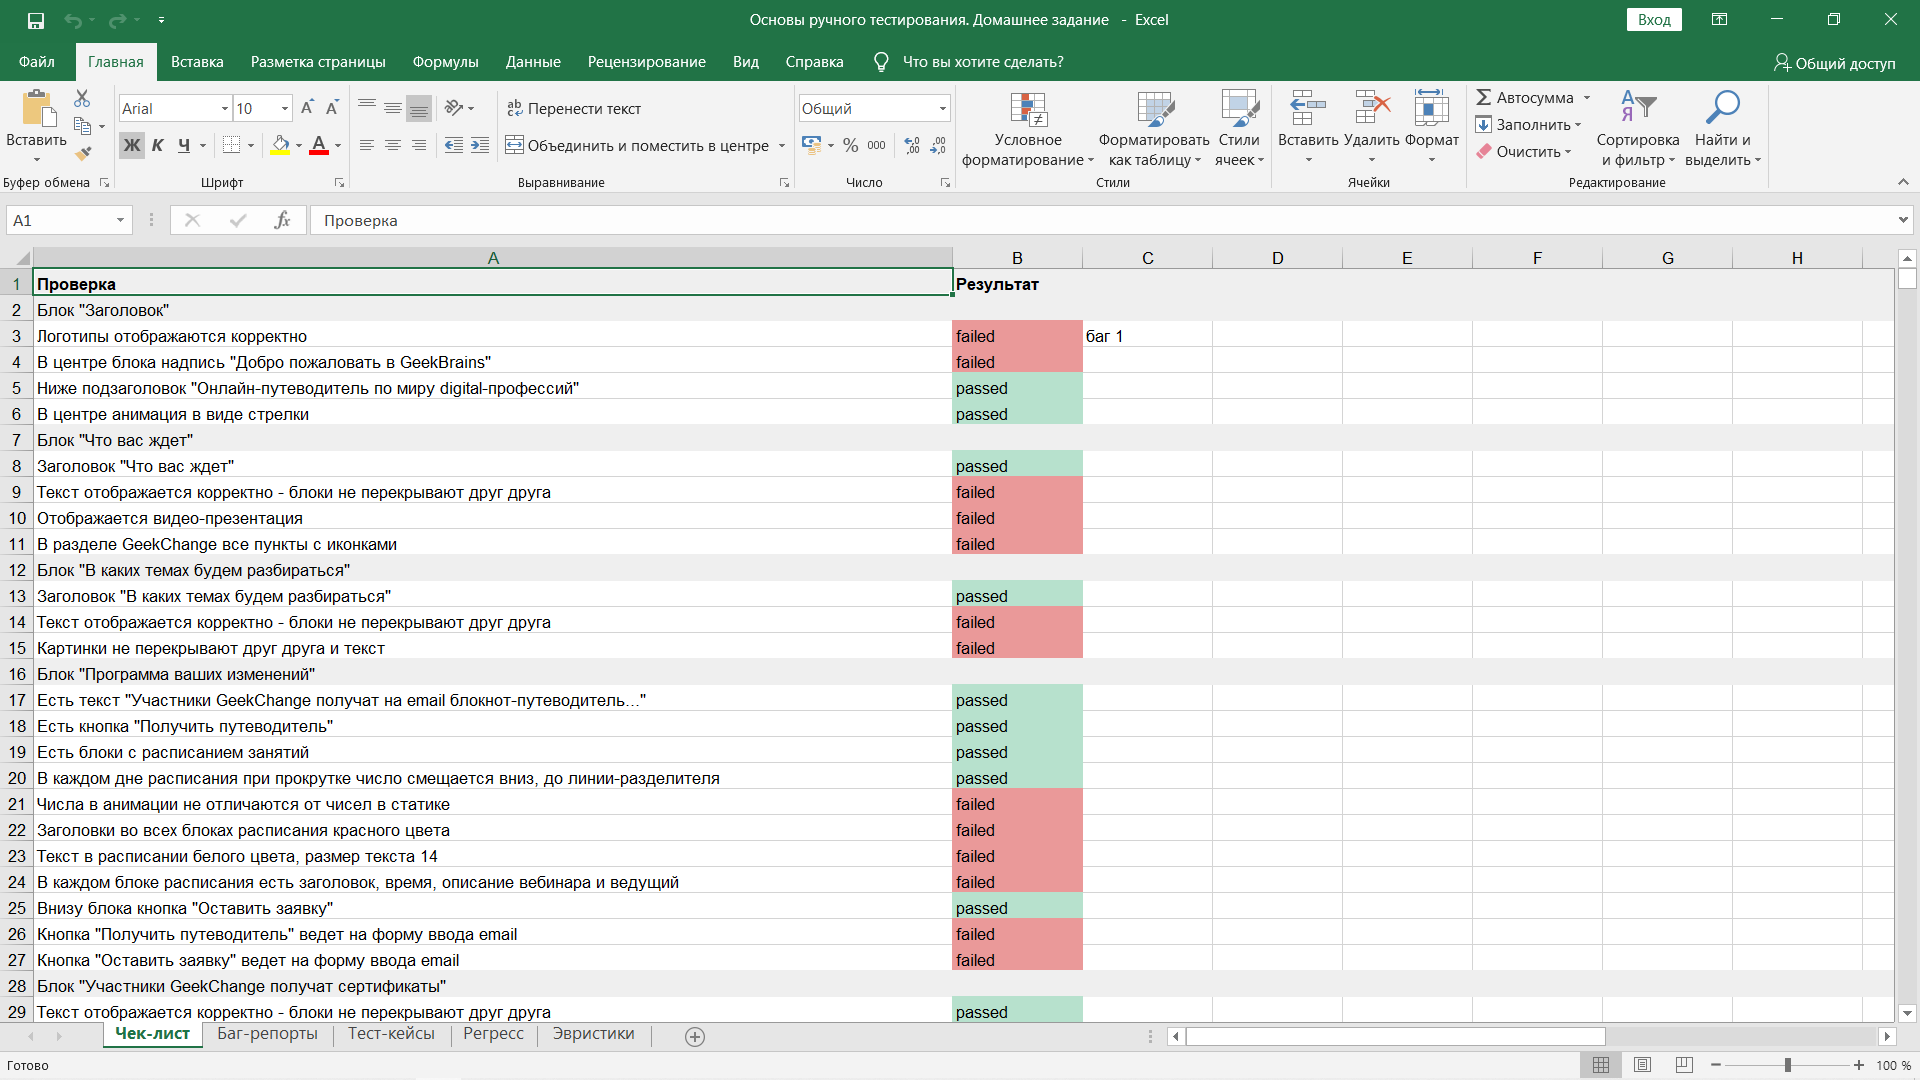 Основы ручного тестирования. Домашнее задание - Excel
Вход
Файл Главная Вставка Разметка страницы Формулы Данные Рецензирование Вид Справка Что вы хотите сделать? Общий доступ
Вставить
Буфер обмена
Arial 10
Ж К Ч
Шрифт
Перенести текст
Объединить и поместить в центре
Выравнивание
Общий
% 000
Число
Условное форматирование
Форматировать как таблицу
Стили ячеек
Стили
Вставить Удалить Формат
Ячейки
Автосумма
Заполнить
Очистить
Сортировка и фильтр
Найти и выделить
Редактирование
A1 fx Проверка
A B C D E F G H
1 Проверка Результат
2 Блок "Заголовок"
3 Логотипы отображаются корректно failed баг 1
4 В центре блока надпись "Добро пожаловать в GeekBrains" failed
5 Ниже подзаголовок "Онлайн-путеводитель по миру digital-профессий" passed
6 В центре анимация в виде стрелки passed
7 Блок "Что вас ждет"
8 Заголовок "Что вас ждет" passed
9 Текст отображается корректно - блоки не перекрывают друг друга failed
10 Отображается видео-презентация failed
11 В разделе GeekChange все пункты с иконками failed
12 Блок "В каких темах будем разбираться"
13 Заголовок "В каких темах будем разбираться" passed
14 Текст отображается корректно - блоки не перекрывают друг друга failed
15 Картинки не перекрывают друг друга и текст failed
16 Блок "Программа ваших изменений"
17 Есть текст "Участники GeekChange получат на email блокнот-путеводитель..." passed
18 Есть кнопка "Получить путеводитель" passed
19 Есть блоки с расписанием занятий passed
20 В каждом дне расписания при прокрутке число смещается вниз, до линии-разделителя passed
21 Числа в анимации не отличаются от чисел в статике failed
22 Заголовки во всех блоках расписания красного цвета failed
23 Текст в расписании белого цвета, размер текста 14 failed
24 В каждом блоке расписания есть заголовок, время, описание вебинара и ведущий failed
25 Внизу блока кнопка "Оставить заявку" passed
26 Кнопка "Получить путеводитель" ведет на форму ввода email failed
27 Кнопка "Оставить заявку" ведет на форму ввода email failed
28 Блок "Участники GeekChange получат сертификаты"
29 Текст отображается корректно - блоки не перекрывают друг друга passed
Чек-лист Баг-репорты Тест-кейсы Регресс Эвристики
Готово 100 %